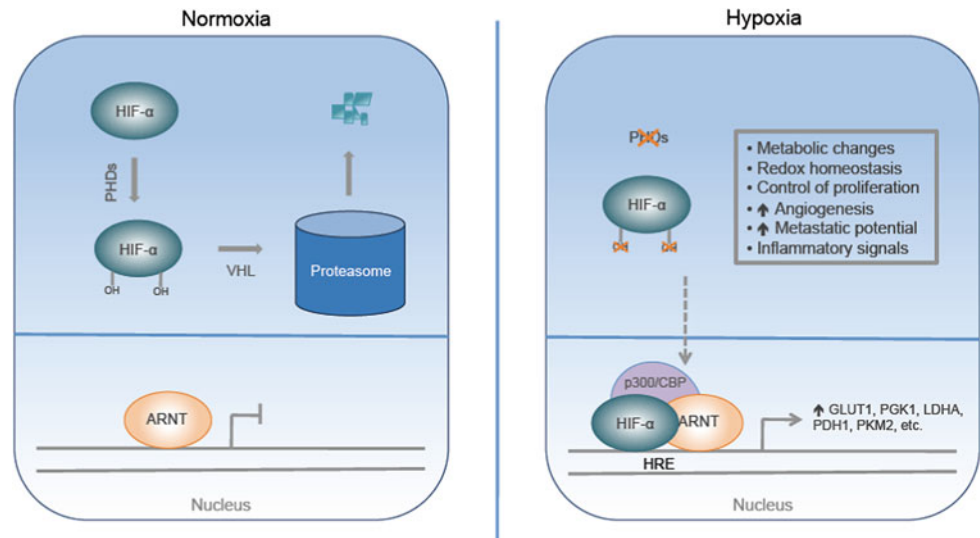 Normoxia
HIF-α
PHDs
HIF-α
OH
OH
VHL
Proteasome
ARNT
Nucleus
Hypoxia
PHDs
HIF-α
OH
OH
• Metabolic changes
• Redox homeostasis
• Control of proliferation
• ↑ Angiogenesis
• ↑ Metastatic potential
• Inflammatory signals
p300/CBP
HIF-α
ARNT
HRE
↑ GLUT1, PGK1, LDHA,
PDH1, PKM2, etc.
Nucleus